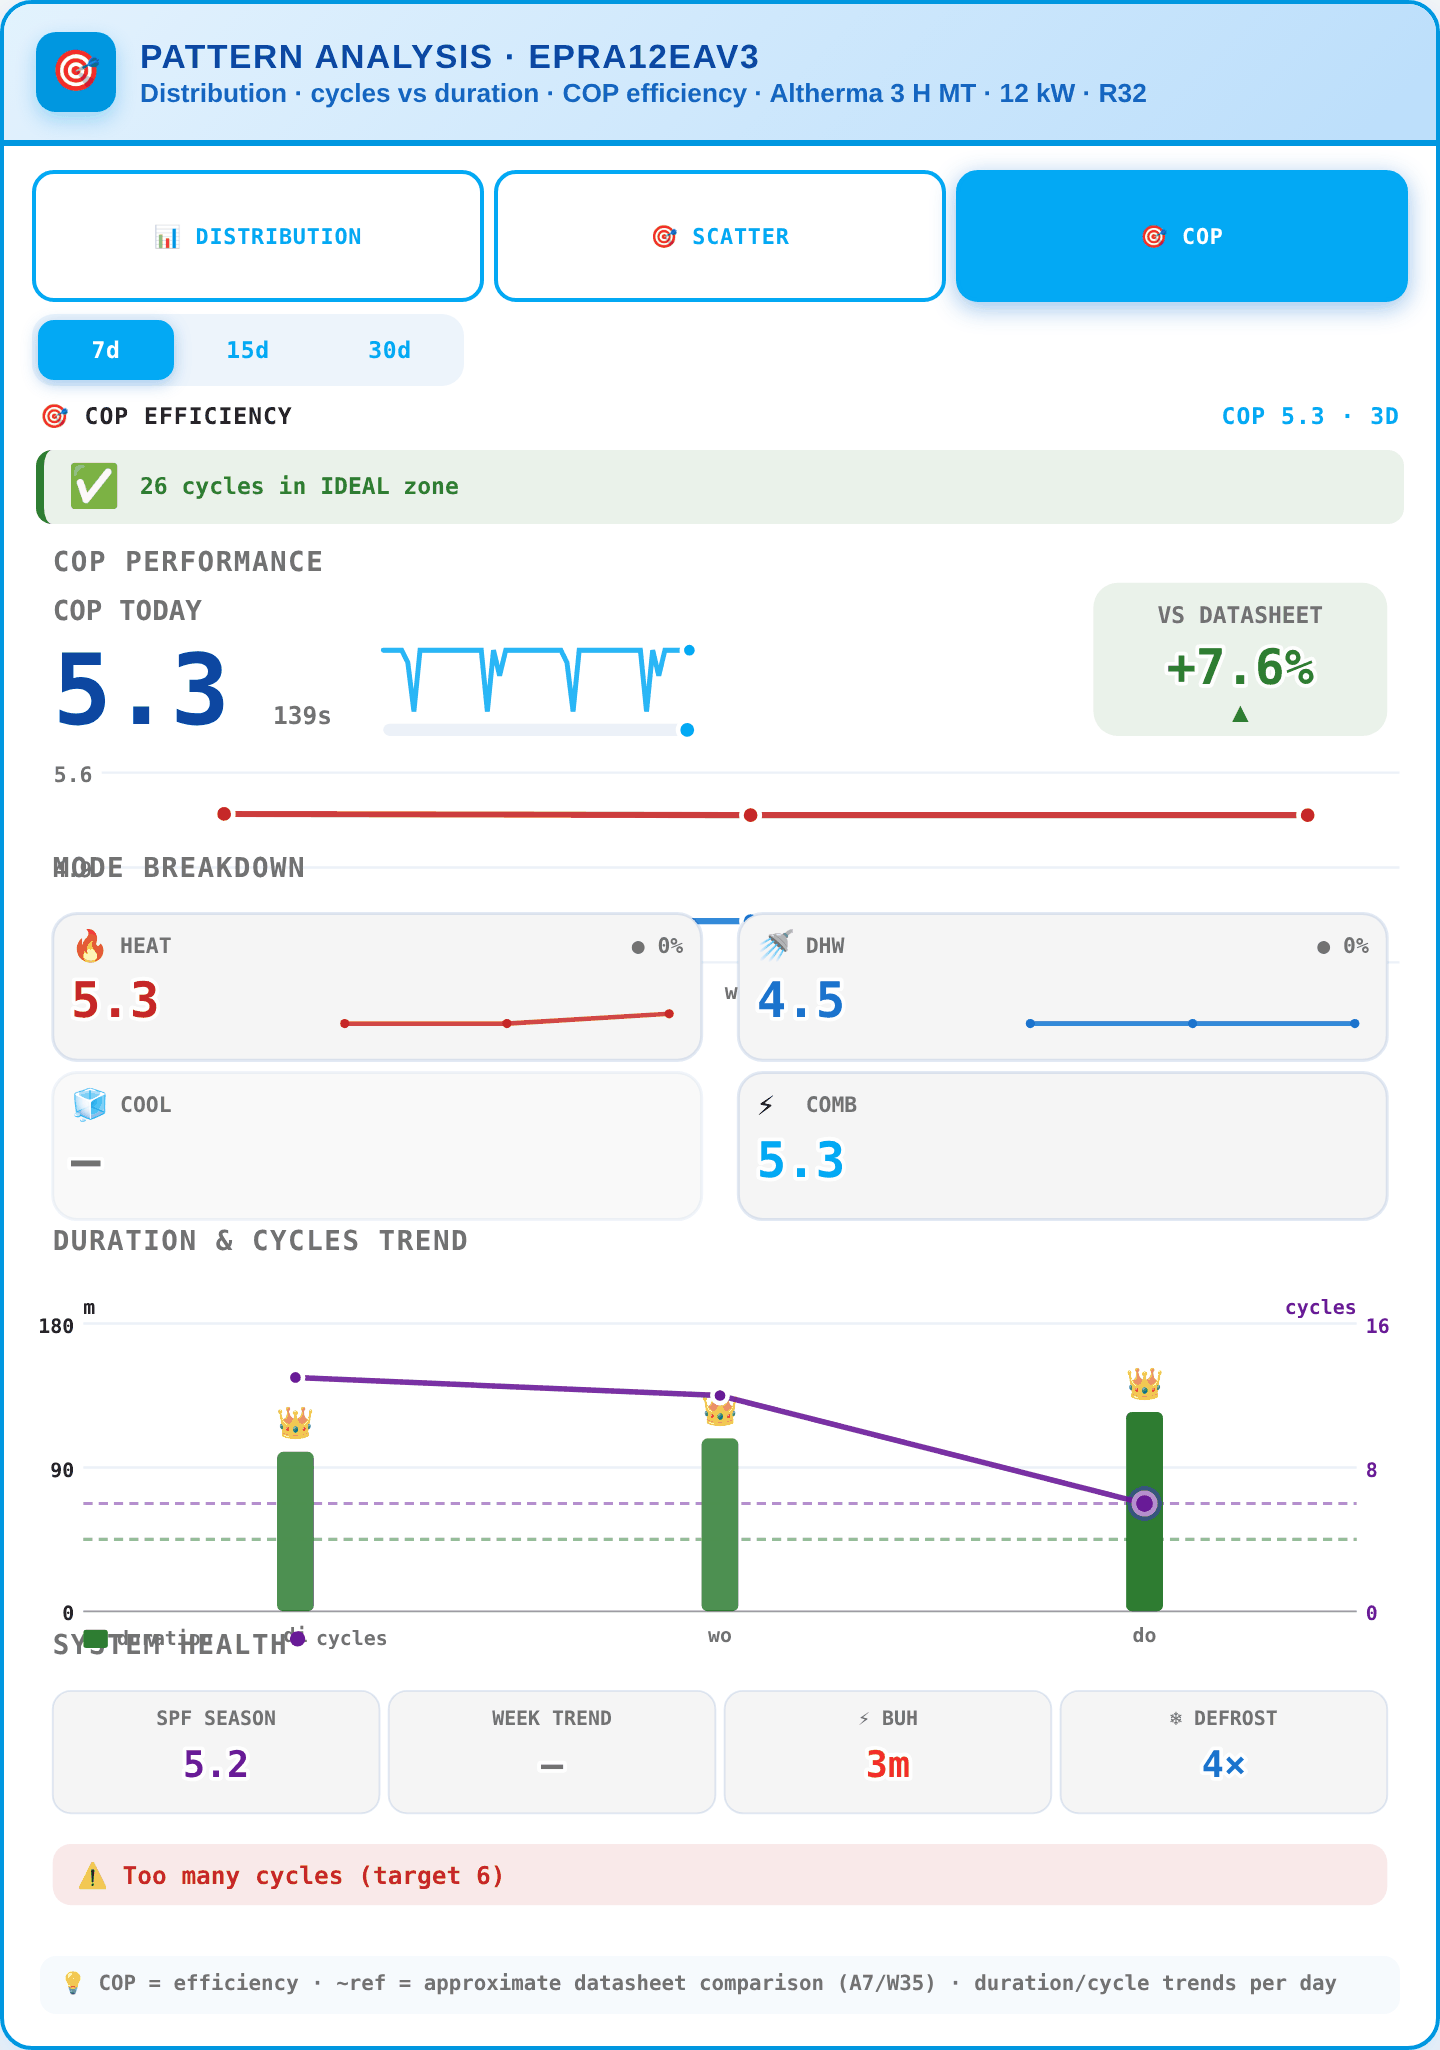 PATTERN ANALYSIS · EPRA12EAV3
Distribution · cycles vs duration · COP efficiency · Altherma 3 H MT · 12 kW · R32
DISTRIBUTION
SCATTER
COP
7d
15d
30d
COP EFFICIENCY
COP 5.3 · 3D
26 cycles in IDEAL zone
COP PERFORMANCE
COP TODAY
5.3
139s
VS DATASHEET
+7.6%
▲
5.6
4.9
MODE BREAKDOWN
HEAT
● 0%
5.3
w
DHW
● 0%
4.5
COOL
—
⚡ COMB
5.3
DURATION & CYCLES TREND
m
cycles
180
16
90
8
0
0
di
wo
do
duration
cycles
SYSTEM HEALTH
SPF SEASON
5.2
WEEK TREND
—
⚡ BUH
3m
❄ DEFROST
4×
⚠️ Too many cycles (target 6)
💡 COP = efficiency · ~ref = approximate datasheet comparison (A7/W35) · duration/cycle trends per day